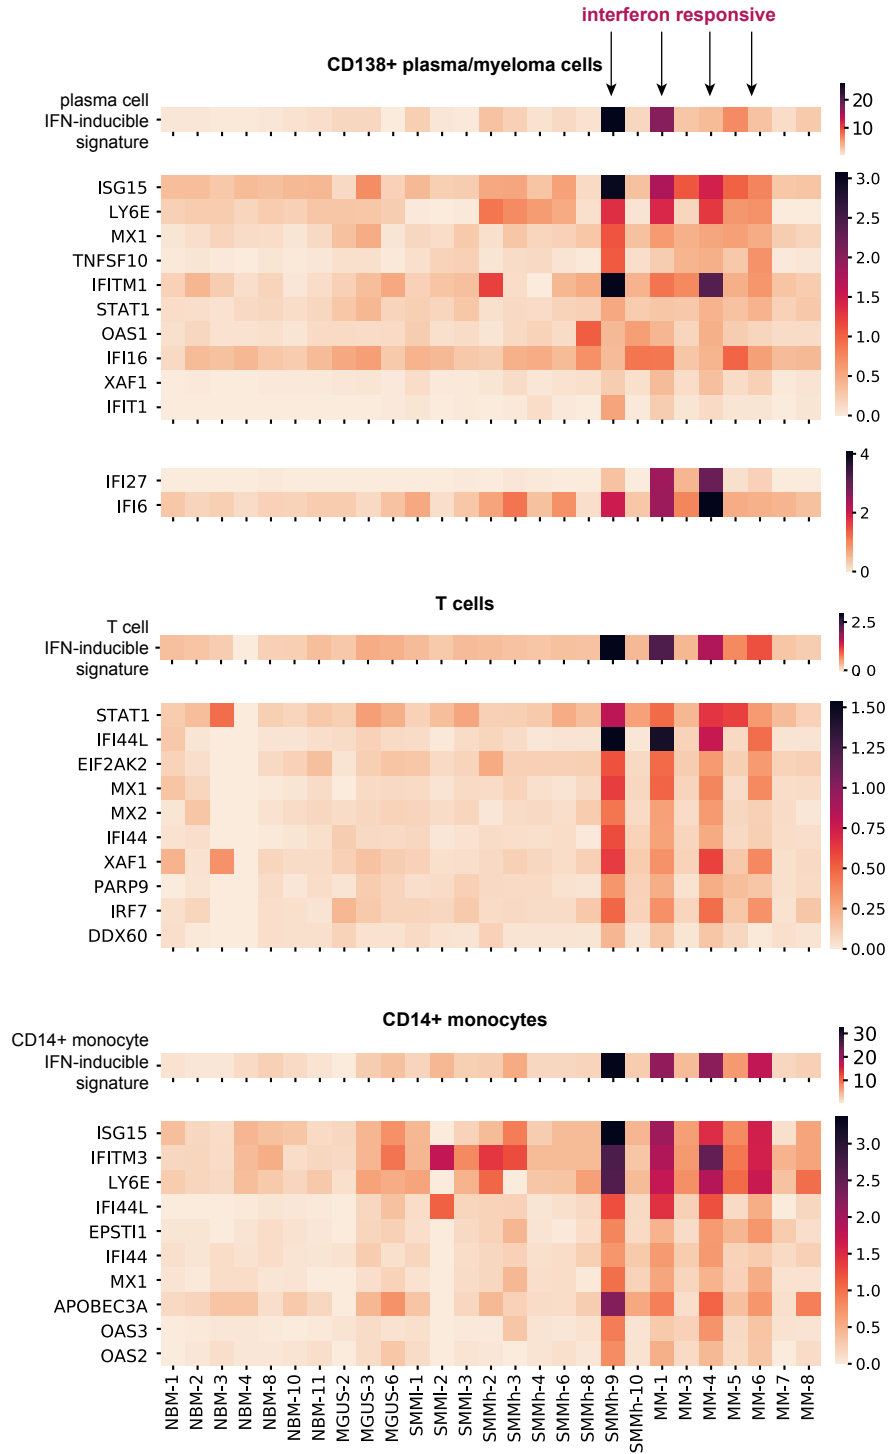 interferon responsive
CD138+ plasma/myeloma cells
plasma cell
IFN-inducible
signature
20
10
ISG15
LY6E
MX1
TNFSF10
IFITM1
STAT1
OAS1
IFI16
XAF1
IFIT1
3.0
2.5
2.0
1.5
1.0
0.5
0.0
IFI27
IFI6
4
2
0
T cells
T cell
IFN-inducible
signature
2.5
0 0
STAT1
IFI44L
EIF2AK2
MX1
MX2
IFI44
XAF1
PARP9
IRF7
DDX60
1.50
1.25
1.00
0.75
0.50
0.25
0.00
CD14+ monocytes
CD14+ monocyte
IFN-inducible
signature
30
20
10
ISG15
IFITM3
LY6E
IFI44L
EPSTI1
IFI44
MX1
APOBEC3A
OAS3
OAS2
3.0
2.5
2.0
1.5
1.0
0.5
0.0
NBM-1
NBM-2
NBM-3
NBM-4
NBM-8
NBM-10
NBM-11
MGUS-2
MGUS-3
MGUS-6
SMMl-1
SMMl-2
SMMl-3
SMMh-2
SMMh-3
SMMh-4
SMMh-6
SMMh-8
SMMh-9
SMMh-10
MM-1
MM-3
MM-4
MM-5
MM-6
MM-7
MM-8